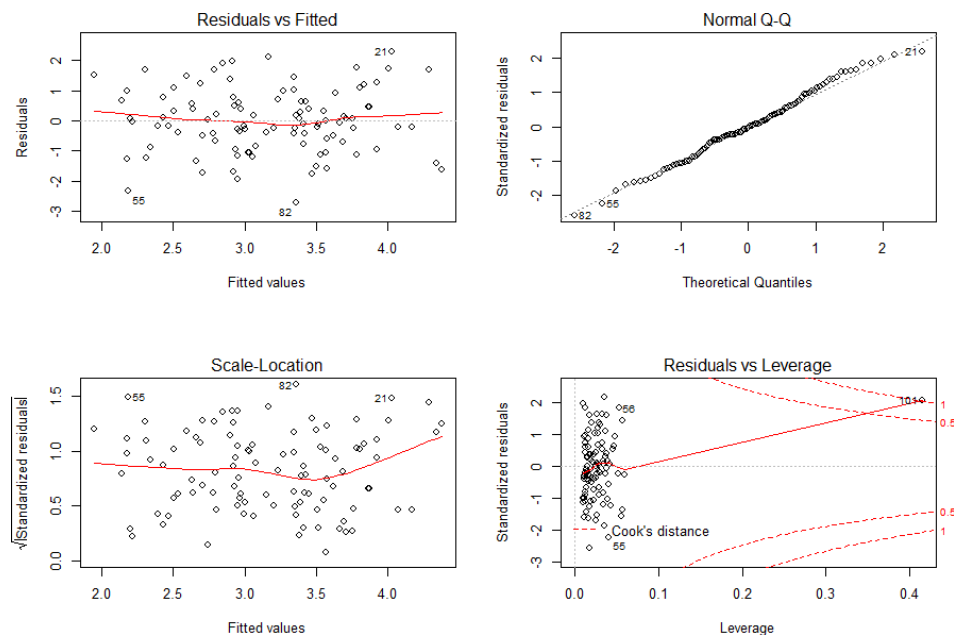 Residuals vs Fitted
Residuals
2
1
0
-1
-2
-3
21
55
82
2.0 2.5 3.0 3.5 4.0
Fitted values
Normal Q-Q
Standardized residuals
2
1
0
-1
-2
21
55
82
-2 -1 0 1 2
Theoretical Quantiles
Scale-Location
√|Standardized residuals|
1.5
1.0
0.5
0.0
55
82
21
2.0 2.5 3.0 3.5 4.0
Fitted values
Residuals vs Leverage
Standardized residuals
2
1
0
-1
-2
-3
56
101
1
0.5
0.5
1
Cook's distance
55
0.0 0.1 0.2 0.3 0.4
Leverage